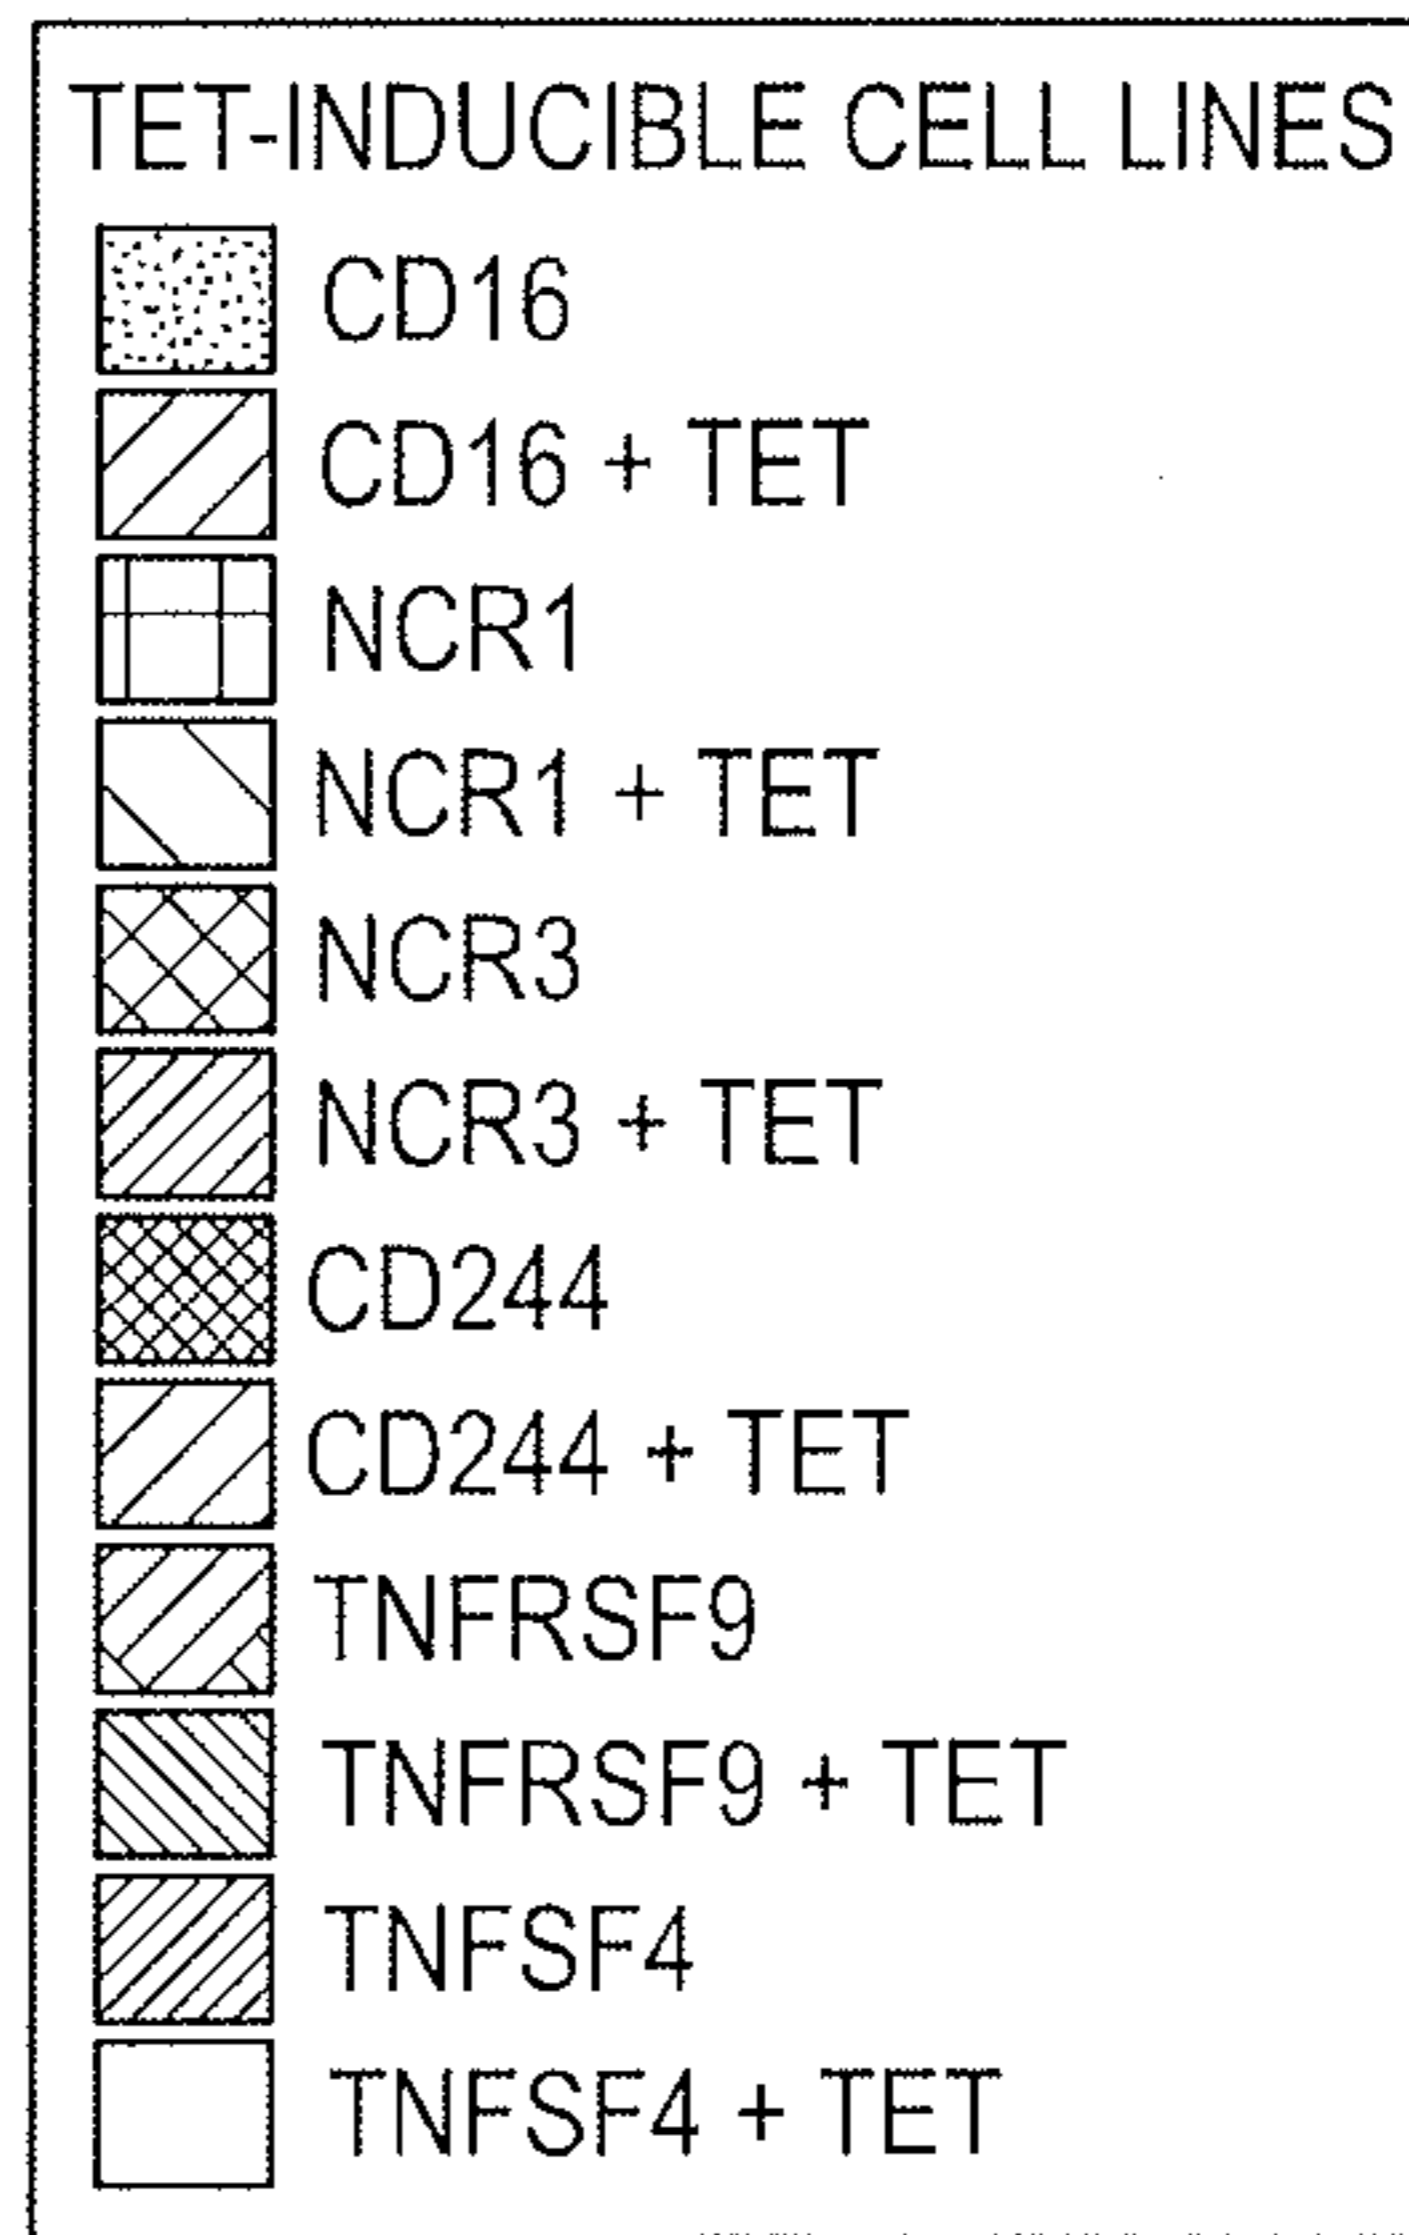 TET-INDUCIBLE CELL LINES
CD16
CD16 + TET
NCR1
NCR1 + TET
NCR3
NCR3 + TET
CD244
CD244 + TET
TNFRSF9
TNFRSF9 + TET
TNFSF4
TNFSF4 + TET